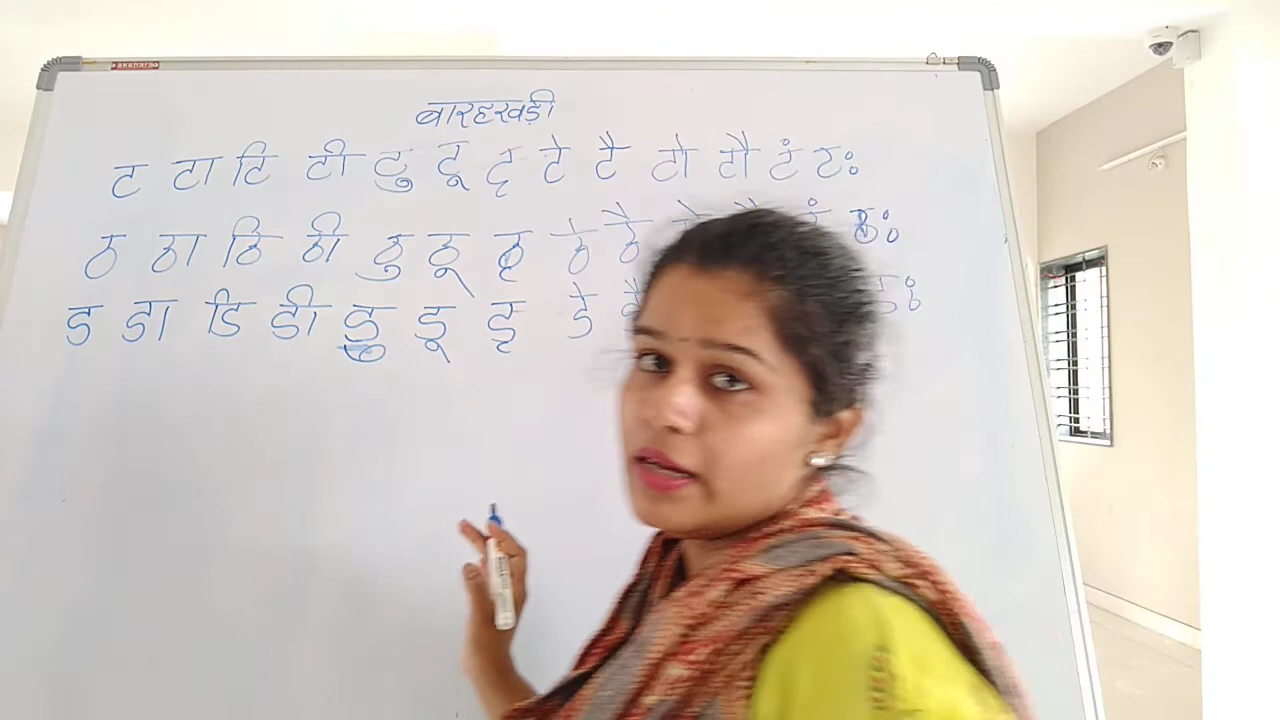 बारहखड़ी
ट टा टि टी टु टू टृ टे टै टो टौ टं टः
ठ ठा ठि ठी ठु ठू ठृ ठे ठै ठः
ड डा डि डी डु डू डृ डे